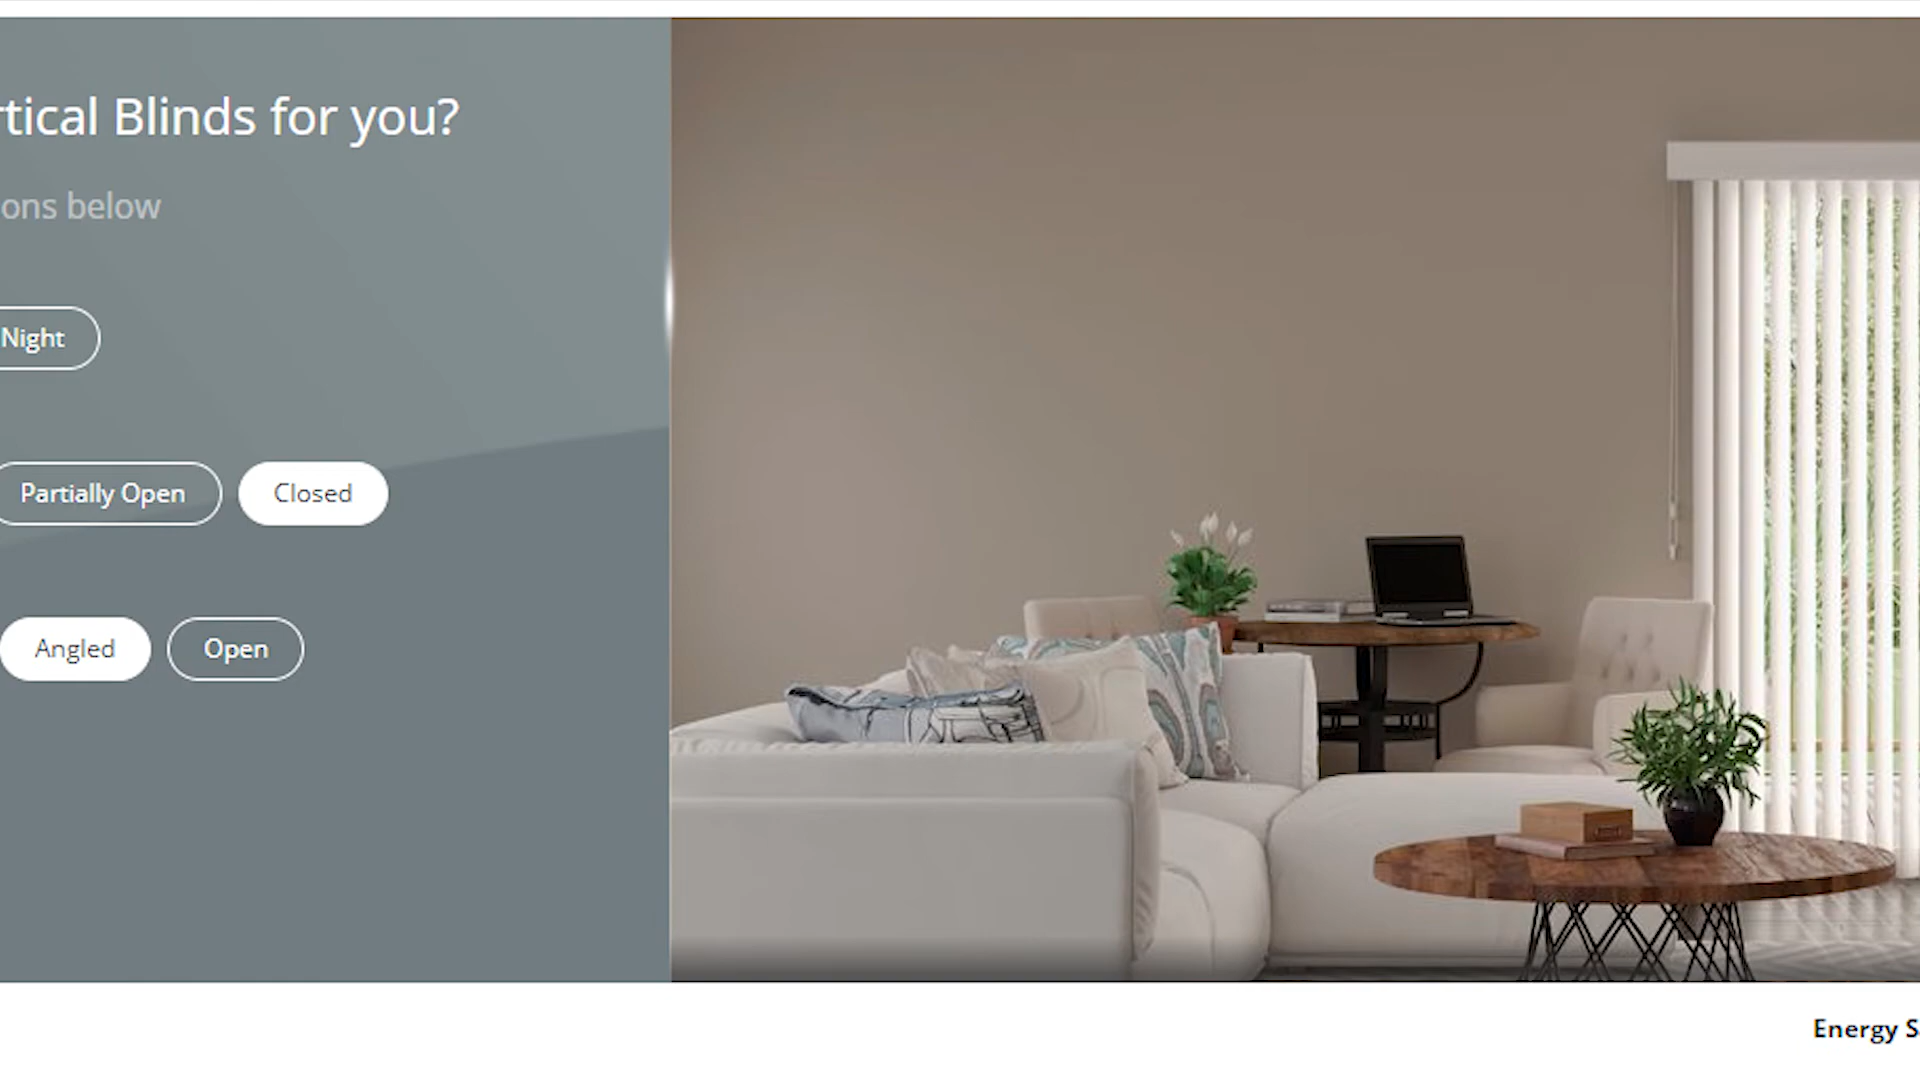 rtical Blinds for you?
ons below
Night
Partially Open
Closed
Angled
Open
Energy S